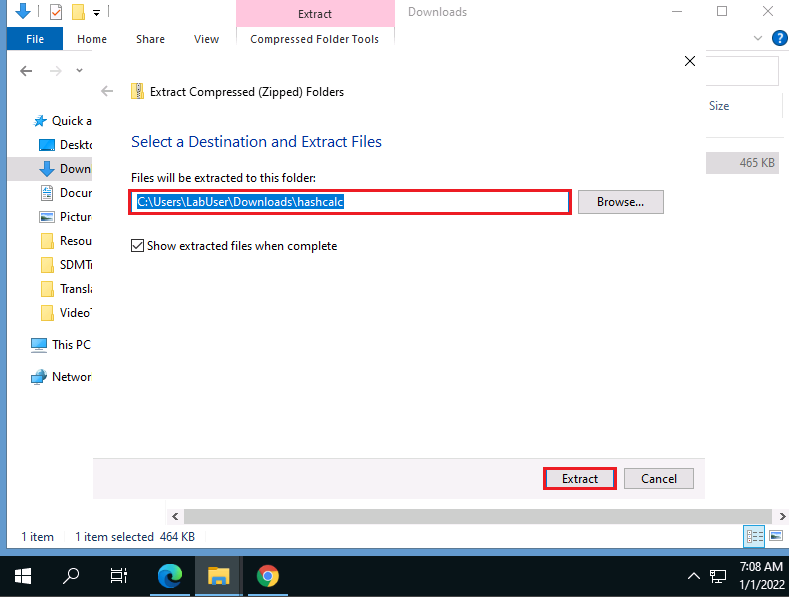 Extract
Downloads
File
Home
Share
View
Compressed Folder Tools
?
Extract Compressed (Zipped) Folders
Size
Quick a
Select a Destination and Extract Files
Deskto
Down
465 KB
Files will be extracted to this folder:
Docur
C:\Users\LabUser\Downloads\hashcalc
Browse...
Pictur
Resou
Show extracted files when complete
SDMTr
Transla
VideoT
This PC
Networ
Extract
Cancel
1 item
1 item selected 464 KB
7:08 AM
1/1/2022